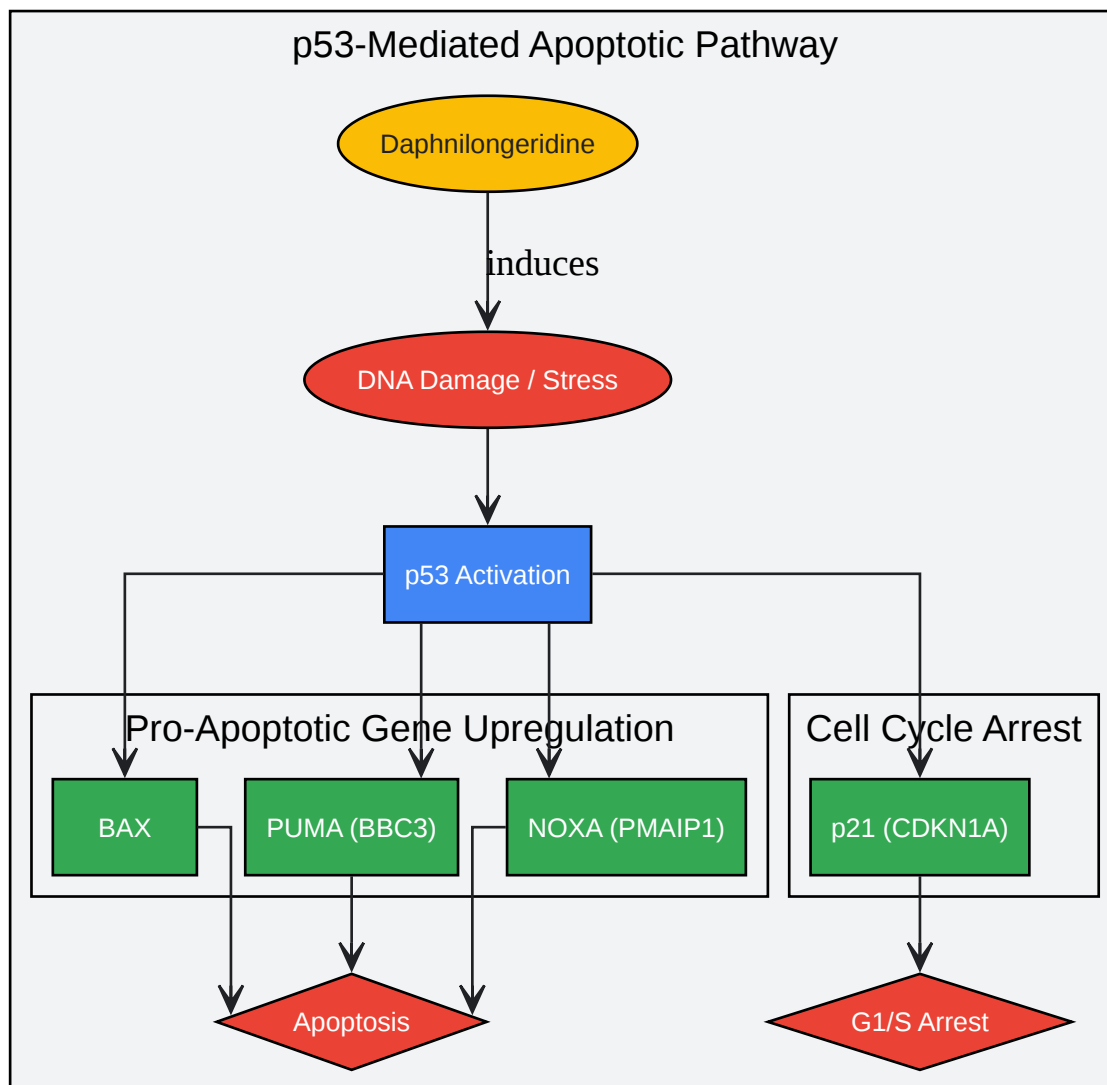 p53-Mediated Apoptotic Pathway
Daphnilongeridine
induces
DNA Damage / Stress
p53 Activation
Pro-Apoptotic Gene Upregulation
Cell Cycle Arrest
BAX
PUMA (BBC3)
NOXA (PMAIP1)
p21 (CDKN1A)
Apoptosis
G1/S Arrest